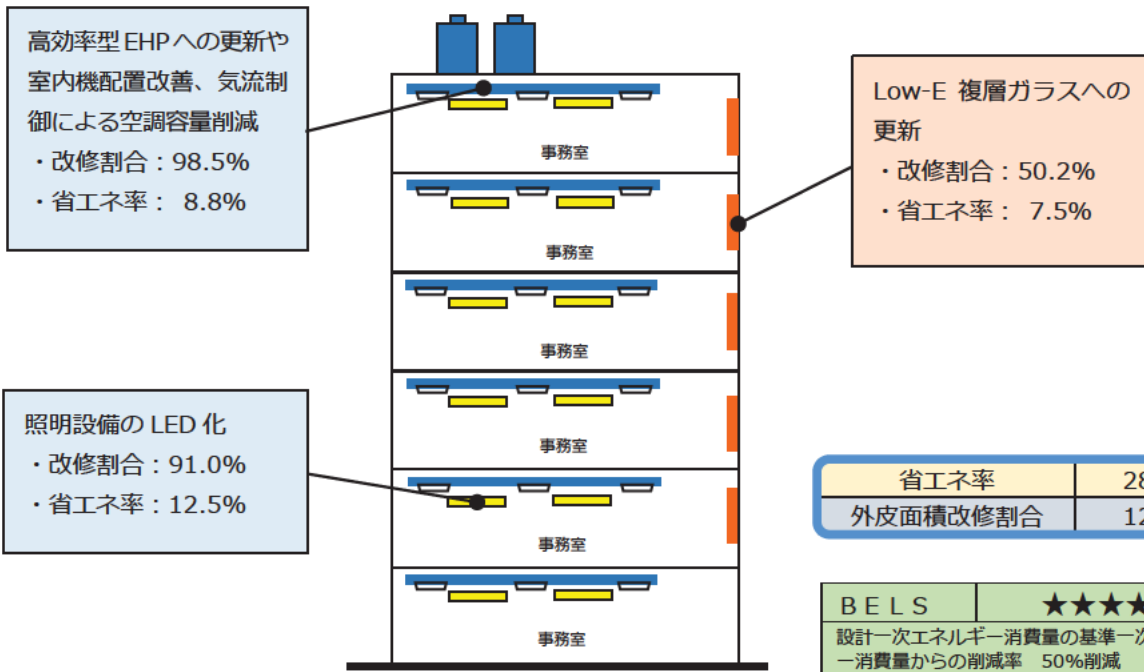 高効率型 EHP への更新や
室内機配置改善、気流制
御による空調容量削減
・改修割合：98.5%
・省エネ率： 8.8%
Low-E 複層ガラスへの
更新
・改修割合：50.2%
・省エネ率： 7.5%
事務室
事務室
事務室
事務室
事務室
事務室
照明設備の LED 化
・改修割合：91.0%
・省エネ率：12.5%
省エネ率 28
外皮面積改修割合 12
ＢＥＬＳ ★★★★
設計一次エネルギー消費量の基準一次
ー消費量からの削減率 50%削減